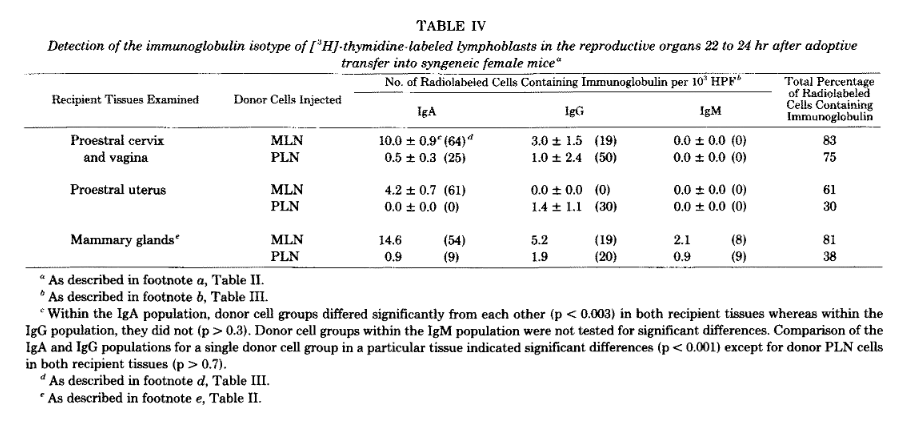 TABLE IV
Detection of the immunoglobulin isotype of [³H]-thymidine-labeled lymphoblasts in the reproductive organs 22 to 24 hr after adoptive
transfer into syngeneic female miceᵃ
Recipient Tissues Examined Donor Cells Injected No. of Radiolabeled Cells Containing Immunoglobulin per 10³ HPFᵇ Total Percentage of Radiolabeled Cells Containing Immunoglobulin
IgA IgG IgM
Proestral cervix MLN 10.0 ± 0.9ᶜ (64)ᵈ 3.0 ± 1.5 (19) 0.0 ± 0.0 (0) 83
and vagina PLN 0.5 ± 0.3 (25) 1.0 ± 2.4 (50) 0.0 ± 0.0 (0) 75
Proestral uterus MLN 4.2 ± 0.7 (61) 0.0 ± 0.0 (0) 0.0 ± 0.0 (0) 61
PLN 0.0 ± 0.0 (0) 1.4 ± 1.1 (30) 0.0 ± 0.0 (0) 30
Mammary glandsᵉ MLN 14.6 (54) 5.2 (19) 2.1 (8) 81
PLN 0.9 (9) 1.9 (20) 0.9 (9) 38
ᵃ As described in footnote a, Table II.
ᵇ As described in footnote b, Table III.
ᶜ Within the IgA population, donor cell groups differed significantly from each other (p < 0.003) in both recipient tissues whereas within the
IgG population, they did not (p > 0.3). Donor cell groups within the IgM population were not tested for significant differences. Comparison of the
IgA and IgG populations for a single donor cell group in a particular tissue indicated significant differences (p < 0.001) except for donor PLN cells
in both recipient tissues (p > 0.7).
ᵈ As described in footnote d, Table III.
ᵉ As described in footnote e, Table II.